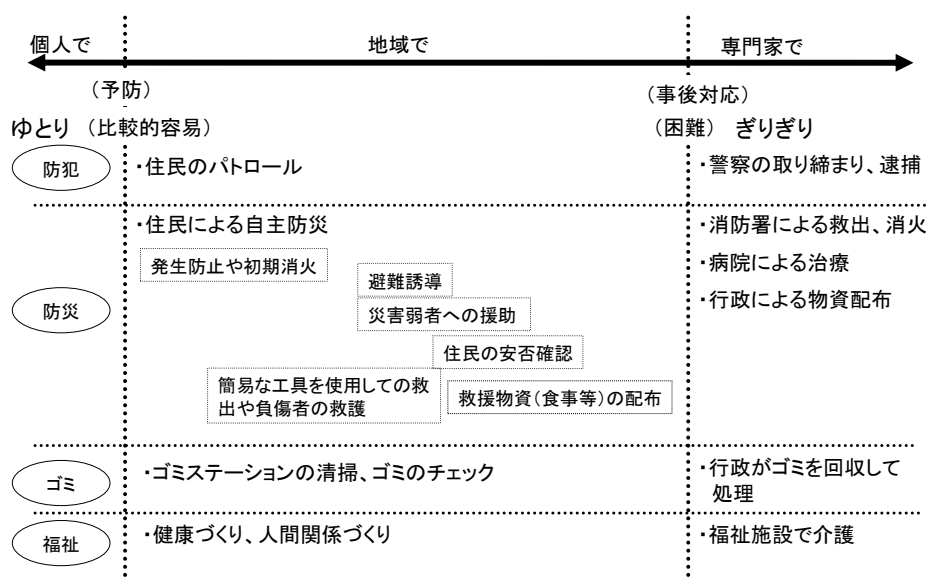 個人で
地域で
専門家で
(予防)
(事後対応)
ゆとり (比較的容易)
(困難) ぎりぎり
防犯
・住民のパトロール
・警察の取り締まり、逮捕
防災
・住民による自主防災
発生防止や初期消火
避難誘導
災害弱者への援助
住民の安否確認
簡易な工具を使用しての救
出や負傷者の救護
救援物資(食事等)の配布
・消防署による救出、消火
・病院による治療
・行政による物資配布
ゴミ
・ゴミステーションの清掃、ゴミのチェック
・行政がゴミを回収して
処理
福祉
・健康づくり、人間関係づくり
・福祉施設で介護